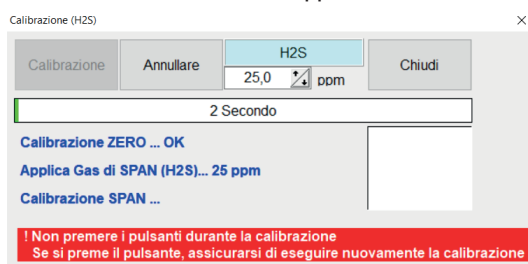 Calibrazione (H2S)
Calibrazione
Annullare
H2S
25,0 ppm
Chiudi
2 Secondo
Calibrazione ZERO ... OK
Applica Gas di SPAN (H2S)... 25 ppm
Calibrazione SPAN ...
! Non premere i pulsanti durante la calibrazione
Se si preme il pulsante, assicurarsi di eseguire nuovamente la calibrazione